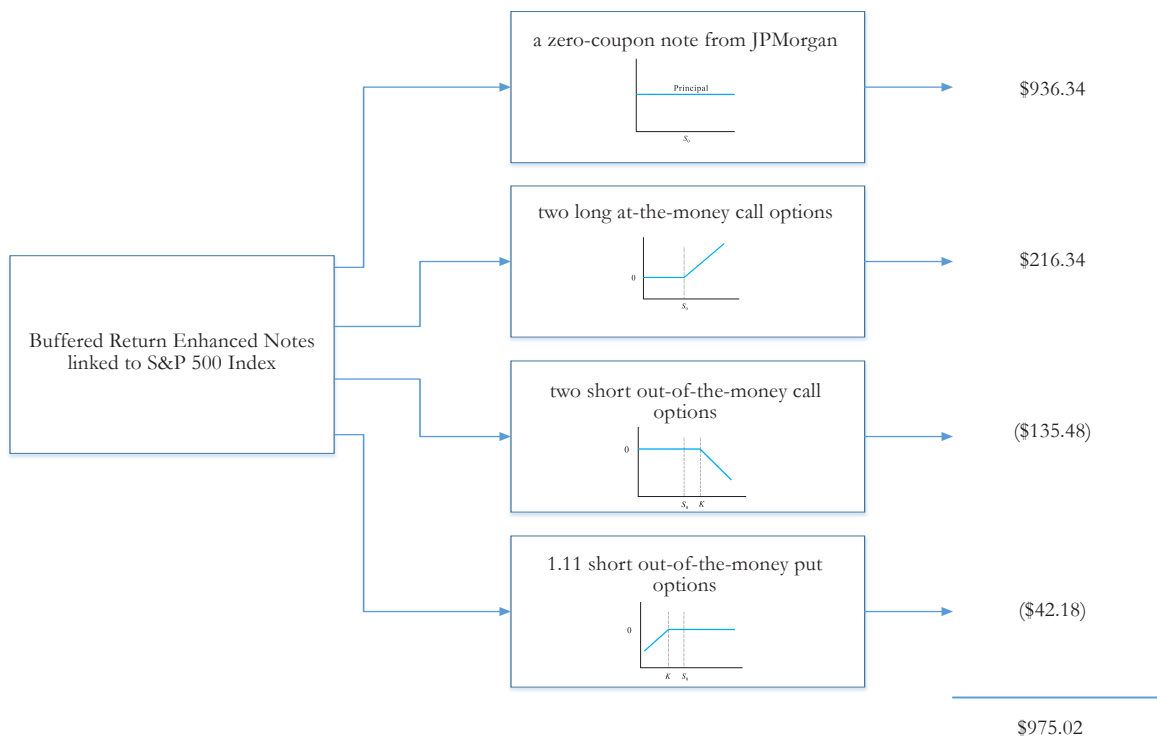 a zero-coupon note from JPMorgan
Principal
S₀
$936.34
two long at-the-money call options
0
S₀
$216.34
Buffered Return Enhanced Notes
linked to S&P 500 Index
two short out-of-the-money call
options
0
S₀ K
($135.48)
1.11 short out-of-the-money put
options
0
K S₀
($42.18)
$975.02